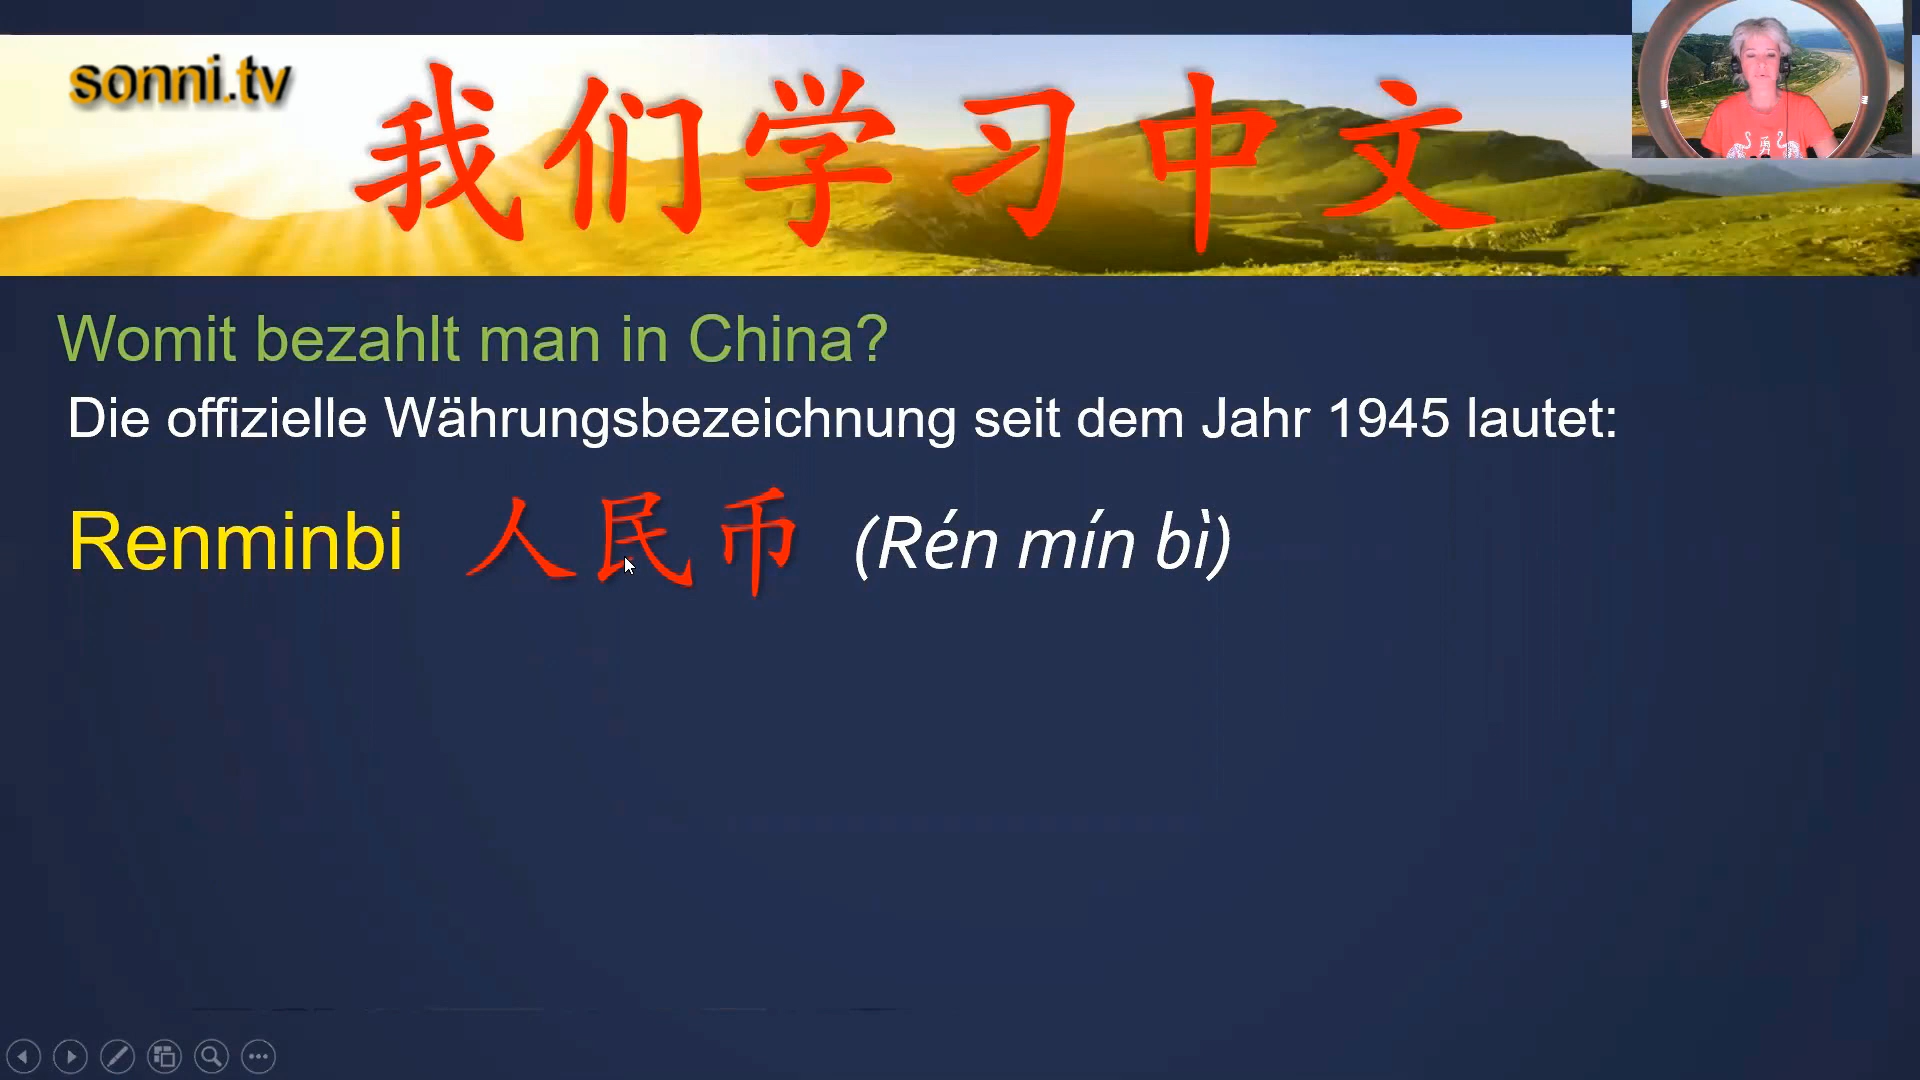 sonni.tv
我们学习中文
Womit bezahlt man in China?
Die offizielle Währungsbezeichnung seit dem Jahr 1945 lautet:
Renminbi 人民币 (Rén mín bì)